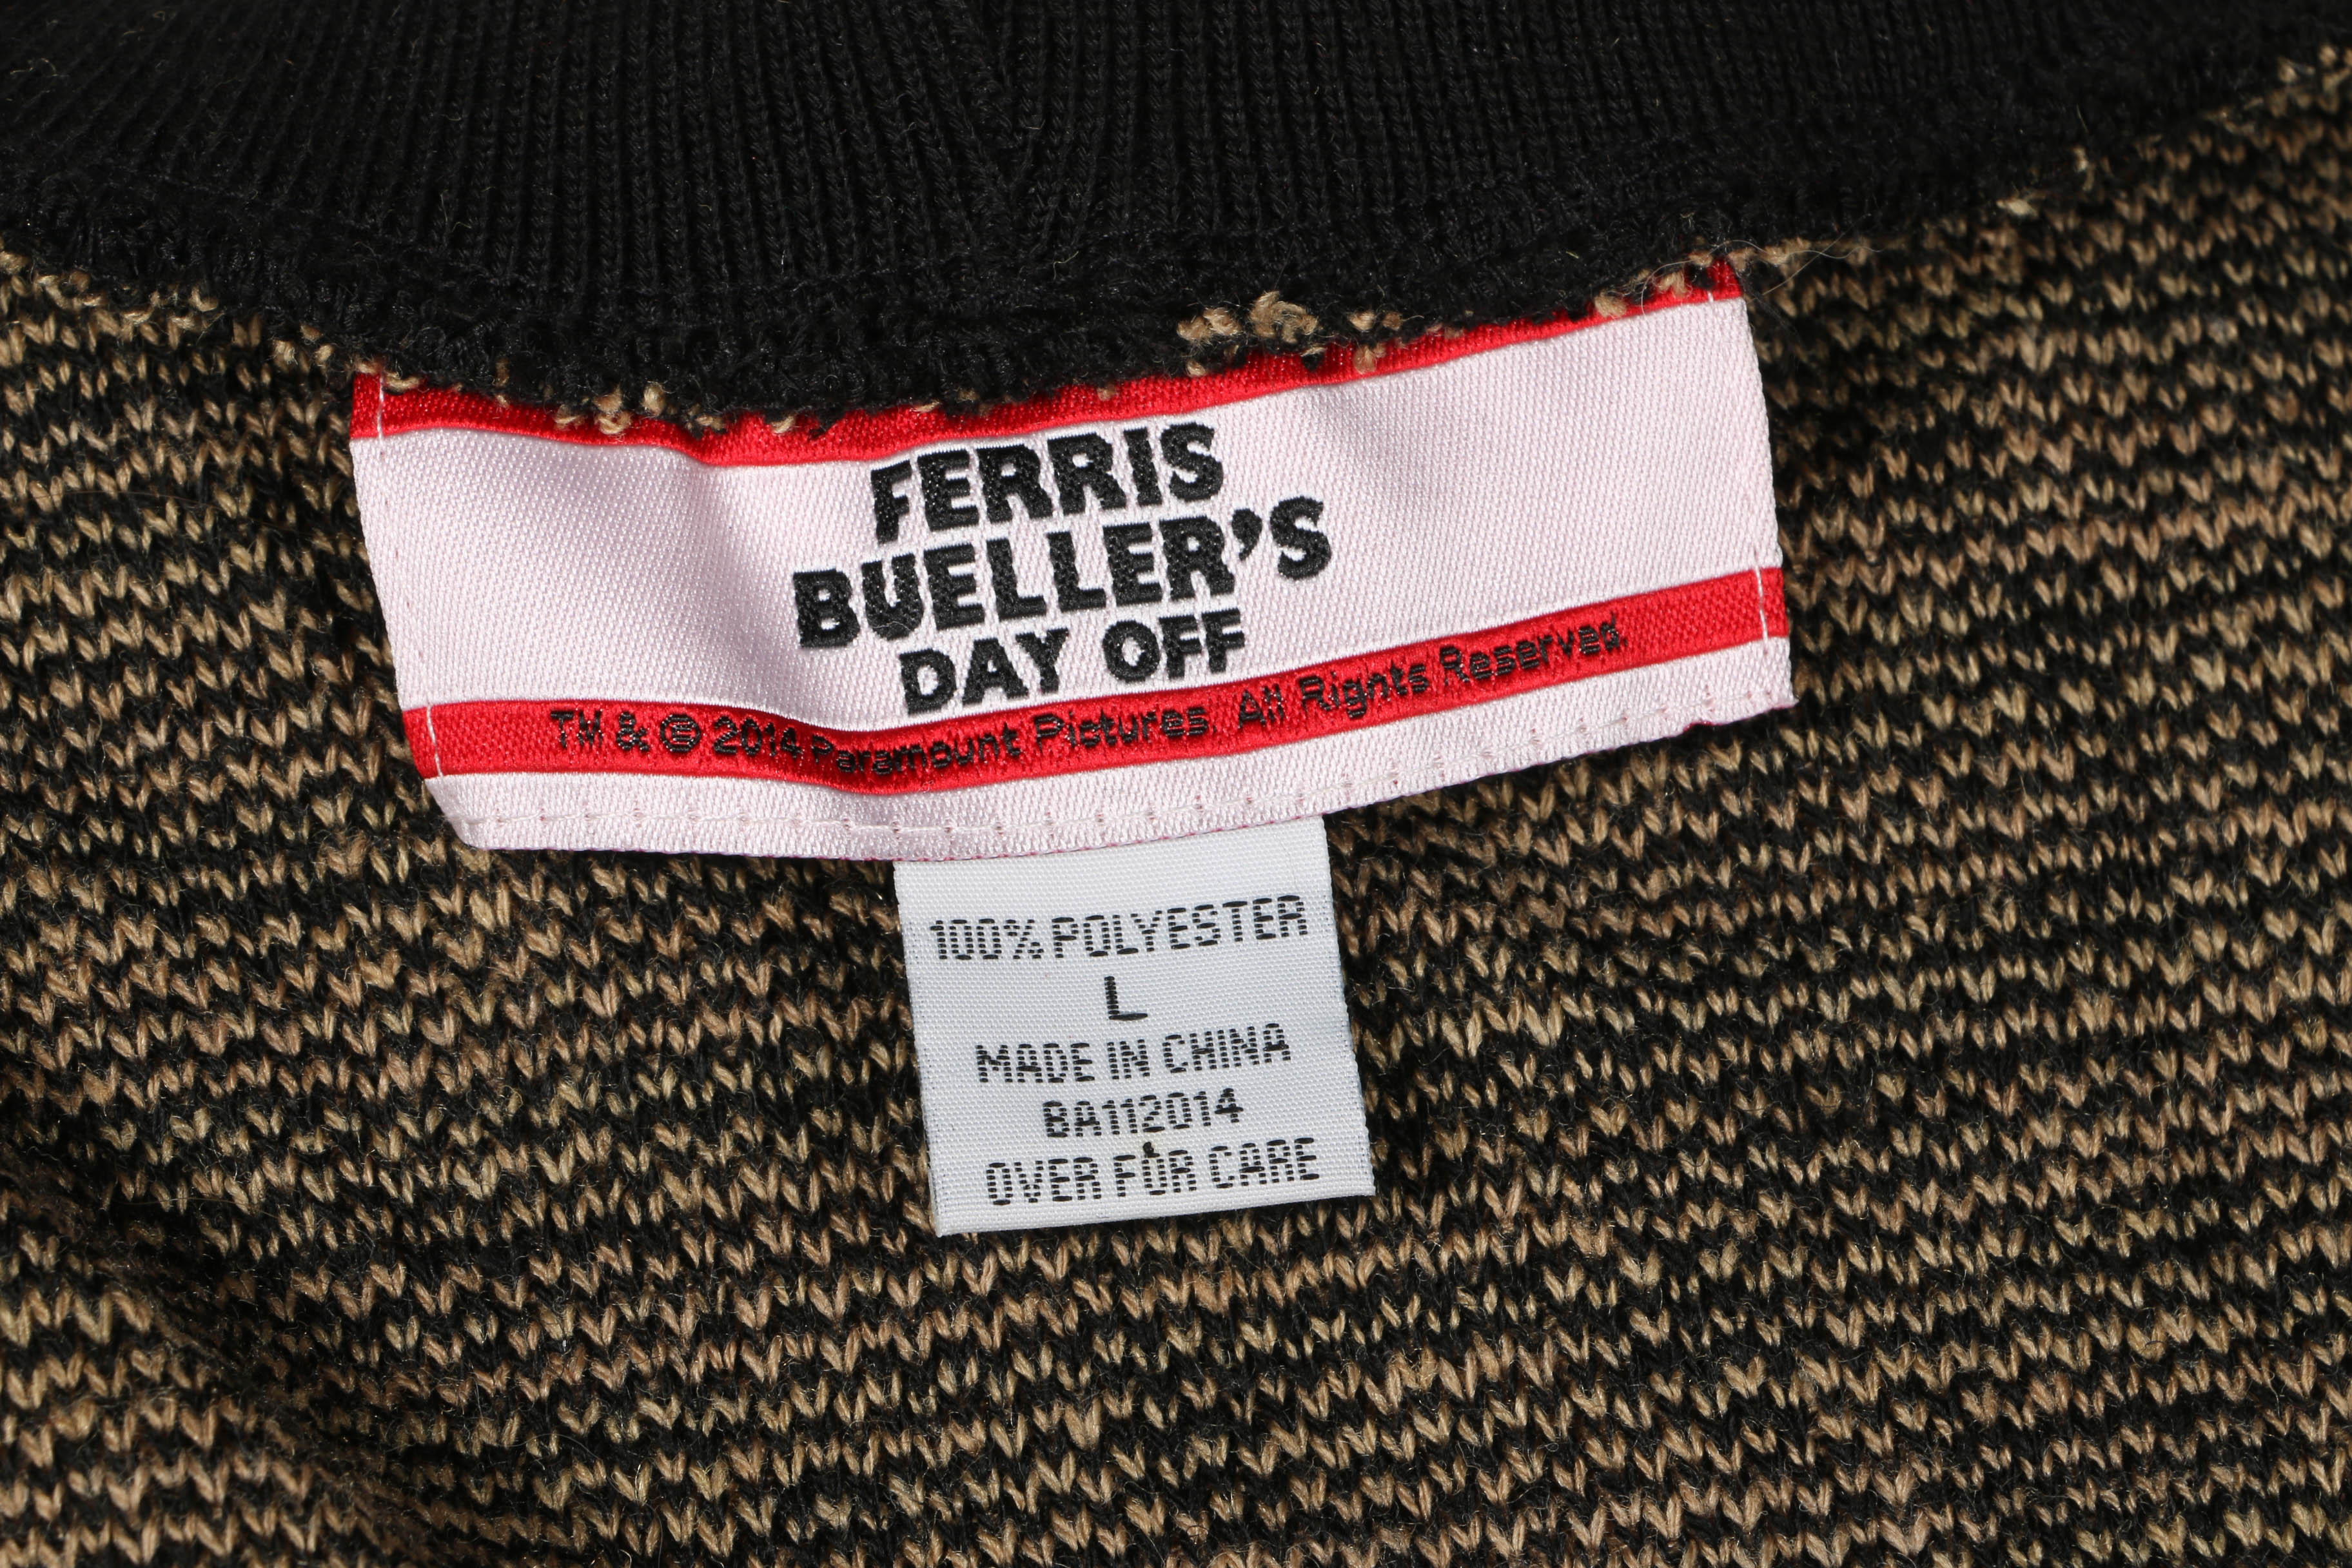 FERRIS
BUELLER'S
DAY OFF
TM & ® © 2014 Paramount Pictures. All Rights Reserved.
100% POLYESTER
L
MADE IN CHINA
BA112014
OVER FOR CARE